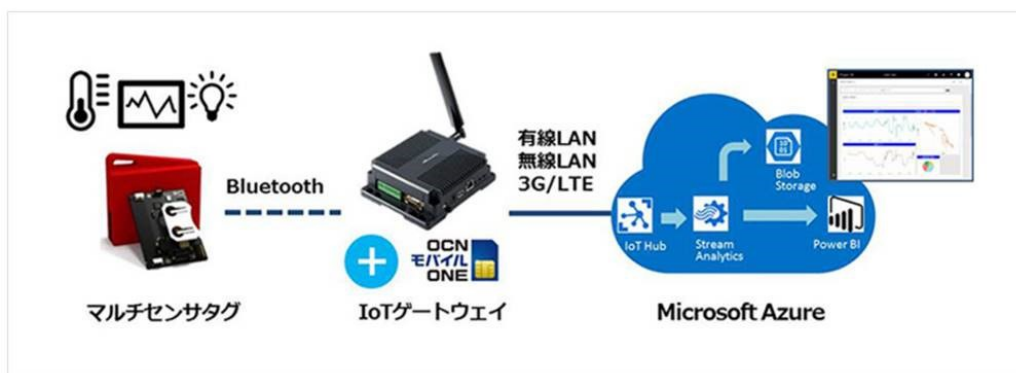 Bluetooth
マルチセンサタグ
OCN
モバイル
ONE
IoTゲートウェイ
有線LAN
無線LAN
3G/LTE
IoT Hub
Stream
Analytics
Blob
Storage
Power BI
Microsoft Azure